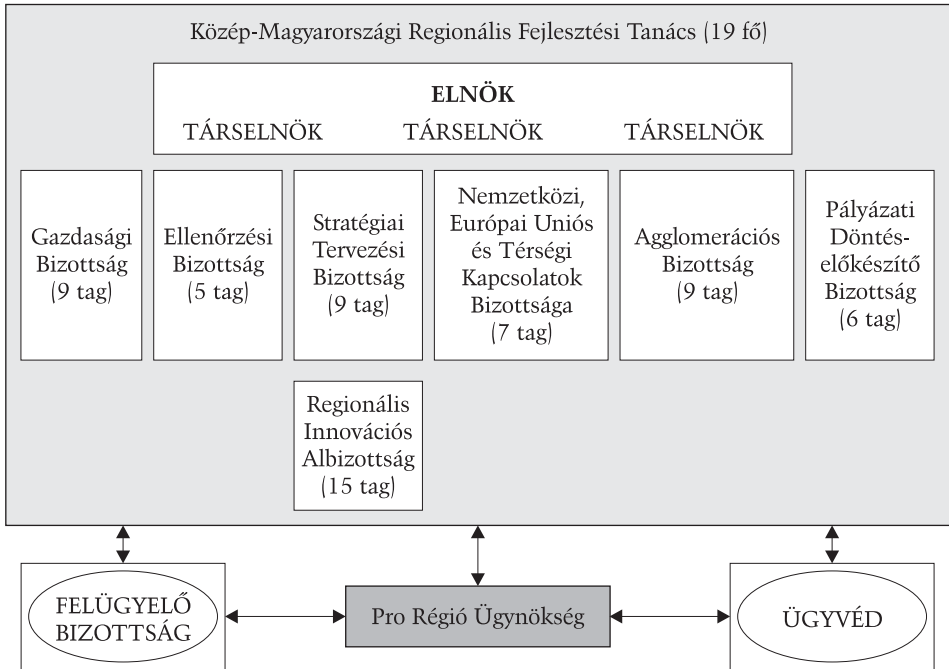 Közép-Magyarországi Regionális Fejlesztési Tanács (19 fő)
ELNÖK
TÁRSELNÖK TÁRSELNÖK TÁRSELNÖK
Gazdasági
Bizottság
(9 tag)
Ellenőrzési
Bizottság
(5 tag)
Stratégiai
Tervezési
Bizottság
(9 tag)
Nemzetközi,
Európai Uniós
és Térségi
Kapcsolatok
Bizottsága
(7 tag)
Agglomerációs
Bizottság
(9 tag)
Pályázati
Döntés-
előkészítő
Bizottság
(6 tag)
Regionális
Innovációs
Albizottság
(15 tag)
FELÜGYELŐ
BIZOTTSÁG
Pro Régió Ügynökség
ÜGYVÉD